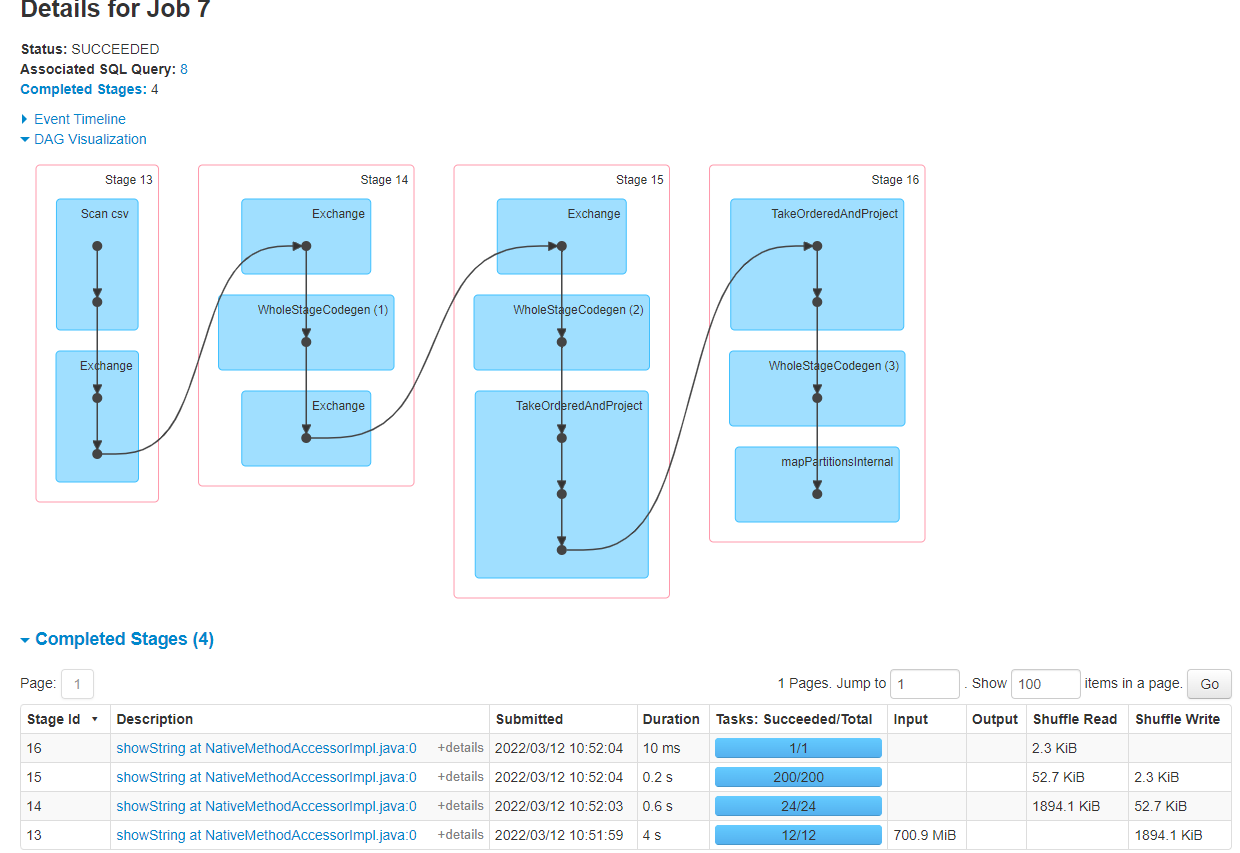 Details for Job 7
Status: SUCCEEDED
Associated SQL Query: 8
Completed Stages: 4
Event Timeline
DAG Visualization
Stage 13
Scan csv
Exchange
Stage 14
Exchange
WholeStageCodegen (1)
Exchange
Stage 15
Exchange
WholeStageCodegen (2)
TakeOrderedAndProject
Stage 16
TakeOrderedAndProject
WholeStageCodegen (3)
mapPartitionsInternal
Completed Stages (4)
Page: 1 1 Pages. Jump to 1 . Show 100 items in a page. Go
Stage Id Description Submitted Duration Tasks: Succeeded/Total Input Output Shuffle Read Shuffle Write
16 showString at NativeMethodAccessorImpl.java:0 +details 2022/03/12 10:52:04 10 ms 1/1 2.3 KiB
15 showString at NativeMethodAccessorImpl.java:0 +details 2022/03/12 10:52:04 0.2 s 200/200 52.7 KiB 2.3 KiB
14 showString at NativeMethodAccessorImpl.java:0 +details 2022/03/12 10:52:03 0.6 s 24/24 1894.1 KiB 52.7 KiB
13 showString at NativeMethodAccessorImpl.java:0 +details 2022/03/12 10:51:59 4 s 12/12 700.9 MiB 1894.1 KiB